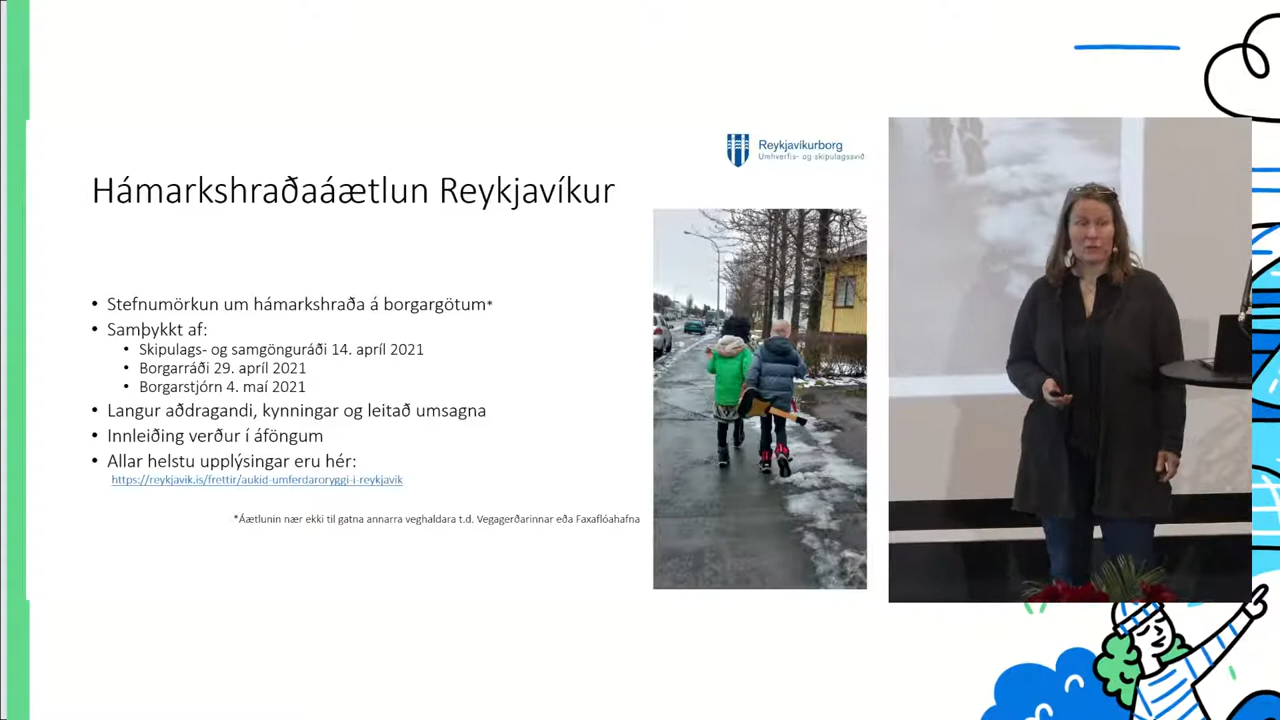 Reykjavíkurborg
Umhverfis- og skipulagssvið
Hámarkshraðaáætlun Reykjavíkur
• Stefnumörkun um hámarkshraða á borgargötum*
• Samþykkt af:
• Skipulags- og samgönguráði 14. apríl 2021
• Borgarráði 29. apríl 2021
• Borgarstjórn 4. maí 2021
• Langur aðdragandi, kynningar og leitað umsagna
• Innleiðing verður í áföngum
• Allar helstu upplýsingar eru hér:
https://reykjavik.is/frettir/aukid-umferdaroryggi-i-reykjavik
*Áætlunin nær ekki til gatna annarra veghaldara t.d. Vegagerðarinnar eða Faxaflóahafna